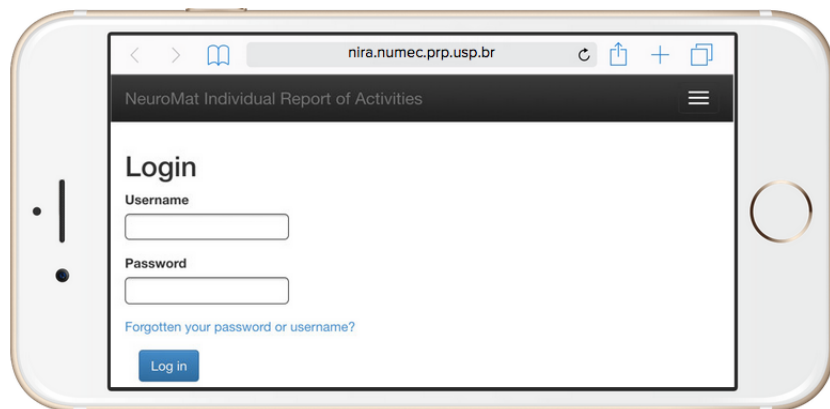 nira.numec.prp.usp.br
NeuroMat Individual Report of Activities
Login
Username
Password
Forgotten your password or username?
Log in